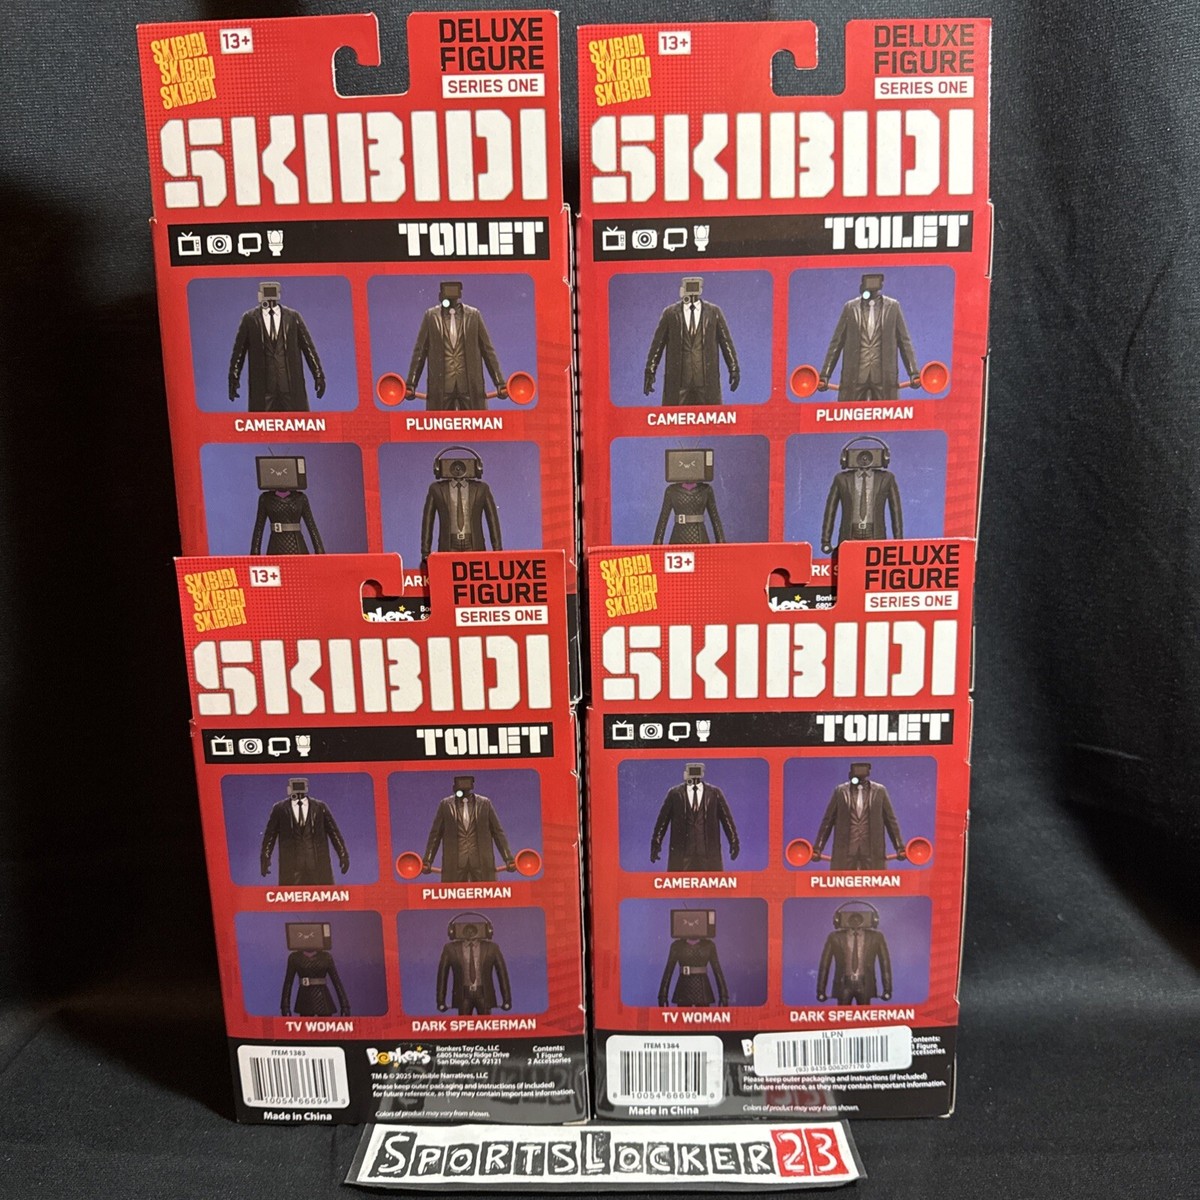 SKIBIDI
SKIBIDI
SKIBIDI
13+
DELUXE
FIGURE
SERIES ONE
SKIBIDI
TOILET
CAMERAMAN
PLUNGERMAN
SKIBIDI
SKIBIDI
SKIBIDI
13+
DELUXE
FIGURE
SERIES ONE
SKIBIDI
TOILET
CAMERAMAN
PLUNGERMAN
SKIBIDI
SKIBIDI
SKIBIDI
13+
DELUXE
FIGURE
SERIES ONE
SKIBIDI
TOILET
CAMERAMAN
PLUNGERMAN
TV WOMAN
DARK SPEAKERMAN
ITEM 1383
Made in China
Bonkers
Bonkers Toy Co., LLC
6805 Nancy Ridge Drive
San Diego, CA 92121
Contents:
1 Figure
2 Accessories
TM & © 2025 Invisible Narratives, LLC
Please keep outer packaging and instructions (if included)
for future reference, as they may contain important information.
Colors of product may vary from shown.
SKIBIDI
SKIBIDI
SKIBIDI
13+
DELUXE
FIGURE
SERIES ONE
SKIBIDI
TOILET
CAMERAMAN
PLUNGERMAN
TV WOMAN
DARK SPEAKERMAN
ITEM 1384
Made in China
ILPN
Please keep outer packaging and instructions (if included)
for future reference, as they may contain important information.
Colors of product may vary from shown.
SPORTSLOCKER23